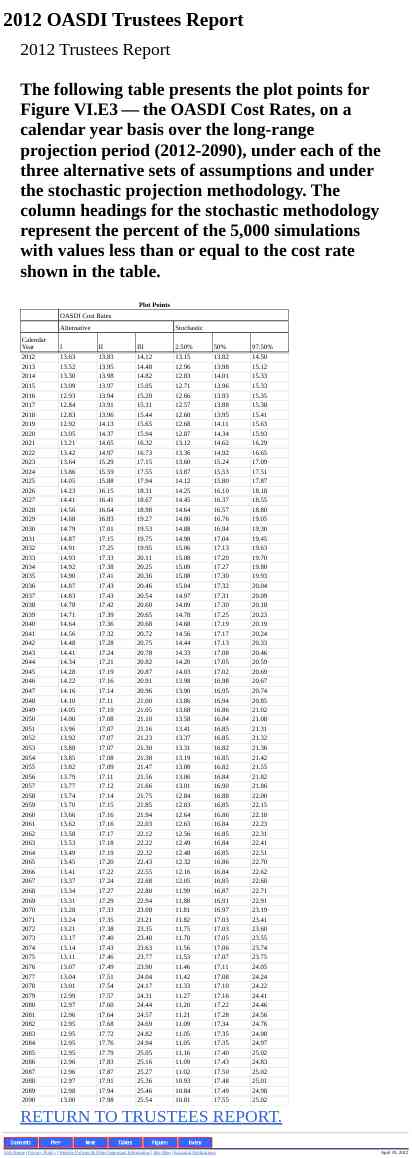 2012 OASDI Trustees Report
2012 Trustees Report
The following table presents the plot points for
Figure VI.E3 — the OASDI Cost Rates, on a
calendar year basis over the long-range
projection period (2012-2090), under each of the
three alternative sets of assumptions and under
the stochastic projection methodology. The
column headings for the stochastic methodology
represent the percent of the 5,000 simulations
with values less than or equal to the cost rate
shown in the table.
Plot Points
OASDI Cost Rates
Alternative Stochastic
Calendar
Year I II III 2.50% 50% 97.50%
2012 13.63 13.83 14.12 13.15 13.82 14.50
2013 13.52 13.95 14.48 12.96 13.98 15.12
2014 13.30 13.98 14.82 12.83 14.01 15.33
2015 13.09 13.97 15.05 12.71 13.96 15.33
2016 12.93 13.94 15.20 12.66 13.93 15.35
2017 12.84 13.91 15.31 12.57 13.88 15.38
2018 12.83 13.96 15.44 12.60 13.95 15.41
2019 12.92 14.13 15.65 12.68 14.11 15.63
2020 13.05 14.37 15.94 12.87 14.34 15.93
2021 13.21 14.65 16.32 13.12 14.62 16.29
2022 13.42 14.97 16.73 13.36 14.92 16.65
2023 13.64 15.29 17.15 13.60 15.24 17.09
2024 13.86 15.59 17.55 13.87 15.53 17.51
2025 14.05 15.88 17.94 14.12 15.80 17.87
2026 14.23 16.15 18.31 14.25 16.10 18.18
2027 14.41 16.41 18.67 14.45 16.37 18.55
2028 14.56 16.64 18.98 14.64 16.57 18.80
2029 14.68 16.83 19.27 14.86 16.76 19.05
2030 14.79 17.01 19.53 14.88 16.94 19.30
2031 14.87 17.15 19.75 14.98 17.04 19.45
2032 14.91 17.25 19.95 15.06 17.13 19.63
2033 14.93 17.33 20.11 15.08 17.20 19.70
2034 14.92 17.38 20.25 15.09 17.27 19.80
2035 14.90 17.41 20.36 15.08 17.30 19.93
2036 14.87 17.43 20.46 15.04 17.32 20.04
2037 14.83 17.43 20.54 14.97 17.31 20.09
2038 14.78 17.42 20.60 14.89 17.30 20.18
2039 14.71 17.39 20.65 14.78 17.25 20.23
2040 14.64 17.36 20.68 14.68 17.19 20.19
2041 14.56 17.32 20.72 14.56 17.17 20.24
2042 14.48 17.28 20.75 14.44 17.13 20.33
2043 14.41 17.24 20.78 14.33 17.08 20.46
2044 14.34 17.21 20.82 14.20 17.05 20.59
2045 14.28 17.19 20.87 14.03 17.02 20.69
2046 14.22 17.16 20.91 13.98 16.98 20.67
2047 14.16 17.14 20.96 13.90 16.95 20.74
2048 14.10 17.11 21.00 13.86 16.94 20.85
2049 14.05 17.10 21.05 13.68 16.86 21.02
2050 14.00 17.08 21.10 13.58 16.84 21.08
2051 13.96 17.07 21.16 13.41 16.83 21.31
2052 13.92 17.07 21.23 13.37 16.85 21.32
2053 13.88 17.07 21.30 13.31 16.82 21.36
2054 13.85 17.08 21.38 13.19 16.85 21.42
2055 13.82 17.09 21.47 13.08 16.82 21.55
2056 13.79 17.11 21.56 13.06 16.84 21.82
2057 13.77 17.12 21.66 13.01 16.90 21.86
2058 13.74 17.14 21.75 12.84 16.88 22.00
2059 13.70 17.15 21.85 12.83 16.85 22.15
2060 13.66 17.16 21.94 12.64 16.86 22.10
2061 13.62 17.16 22.03 12.63 16.84 22.23
2062 13.58 17.17 22.12 12.56 16.85 22.31
2063 13.53 17.18 22.22 12.49 16.84 22.41
2064 13.49 17.19 22.32 12.48 16.85 22.51
2065 13.45 17.20 22.43 12.32 16.86 22.70
2066 13.41 17.22 22.55 12.16 16.84 22.62
2067 13.37 17.24 22.68 12.05 16.85 22.68
2068 13.34 17.27 22.80 11.99 16.87 22.71
2069 13.31 17.29 22.94 11.88 16.91 22.91
2070 13.28 17.33 23.08 11.81 16.97 23.19
2071 13.24 17.35 23.21 11.82 17.03 23.41
2072 13.21 17.38 23.35 11.75 17.03 23.60
2073 13.17 17.40 23.48 11.70 17.05 23.55
2074 13.14 17.43 23.63 11.56 17.06 23.74
2075 13.11 17.46 23.77 11.53 17.07 23.75
2076 13.07 17.49 23.90 11.46 17.11 24.05
2077 13.04 17.51 24.04 11.42 17.08 24.24
2078 13.01 17.54 24.17 11.33 17.10 24.22
2079 12.99 17.57 24.31 11.27 17.16 24.41
2080 12.97 17.60 24.44 11.20 17.22 24.46
2081 12.96 17.64 24.57 11.21 17.28 24.56
2082 12.95 17.68 24.69 11.09 17.34 24.76
2083 12.95 17.72 24.82 11.05 17.35 24.98
2084 12.95 17.76 24.94 11.05 17.35 24.97
2085 12.95 17.79 25.05 11.16 17.40 25.02
2086 12.96 17.83 25.16 11.09 17.43 24.83
2087 12.96 17.87 25.27 11.02 17.50 25.02
2088 12.97 17.91 25.36 10.93 17.48 25.01
2089 12.98 17.94 25.46 10.84 17.49 24.98
2090 13.00 17.98 25.54 10.81 17.55 25.02
RETURN TO TRUSTEES REPORT.
Contents Prev Next Tables Figures Index
April 25, 2012